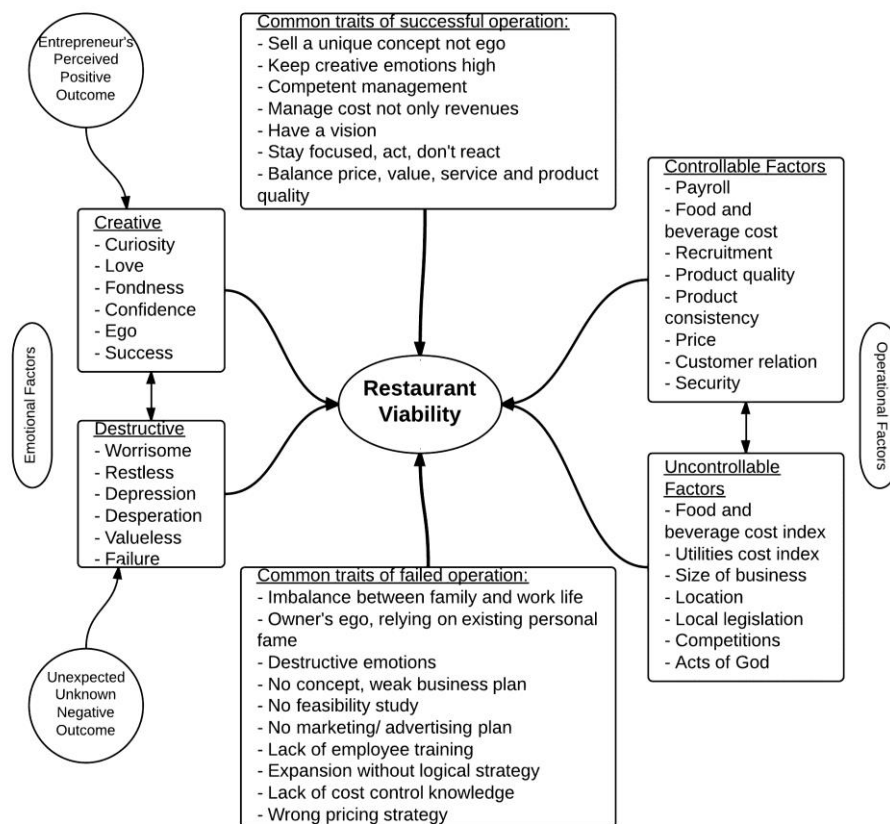 Entrepreneur's
Perceived
Positive
Outcome
Common traits of successful operation:
- Sell a unique concept not ego
- Keep creative emotions high
- Competent management
- Manage cost not only revenues
- Have a vision
- Stay focused, act, don't react
- Balance price, value, service and product
quality
Creative
- Curiosity
- Love
- Fondness
- Confidence
- Ego
- Success
Controllable Factors
- Payroll
- Food and
beverage cost
- Recruitment
- Product quality
- Product
consistency
- Price
- Customer relation
- Security
Emotional Factors
Restaurant
Viability
Operational Factors
Destructive
- Worrisome
- Restless
- Depression
- Desperation
- Valueless
- Failure
Uncontrollable
Factors
- Food and
beverage cost index
- Utilities cost index
- Size of business
- Location
- Local legislation
- Competitions
- Acts of God
Unexpected
Unknown
Negative
Outcome
Common traits of failed operation:
- Imbalance between family and work life
- Owner's ego, relying on existing personal
fame
- Destructive emotions
- No concept, weak business plan
- No feasibility study
- No marketing/ advertising plan
- Lack of employee training
- Expansion without logical strategy
- Lack of cost control knowledge
- Wrong pricing strategy